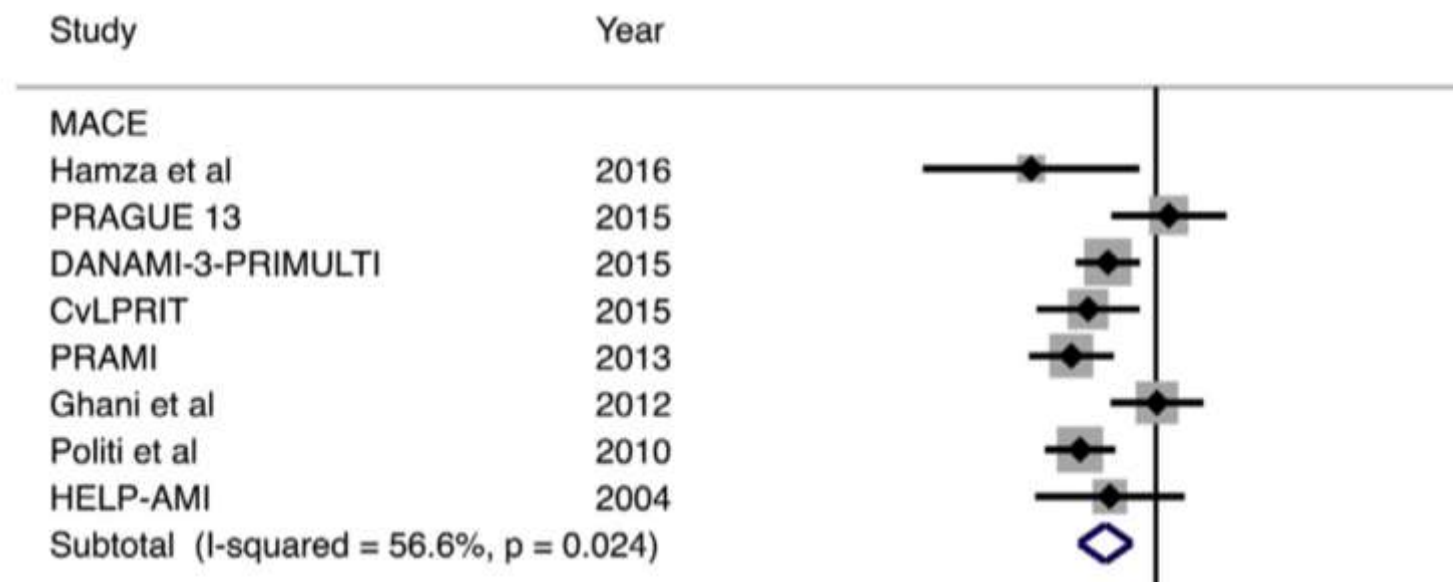 Study Year
MACE
Hamza et al 2016
PRAGUE 13 2015
DANAMI-3-PRIMULTI 2015
CvLPRIT 2015
PRAMI 2013
Ghani et al 2012
Politi et al 2010
HELP-AMI 2004
Subtotal (I-squared = 56.6%, p = 0.024)